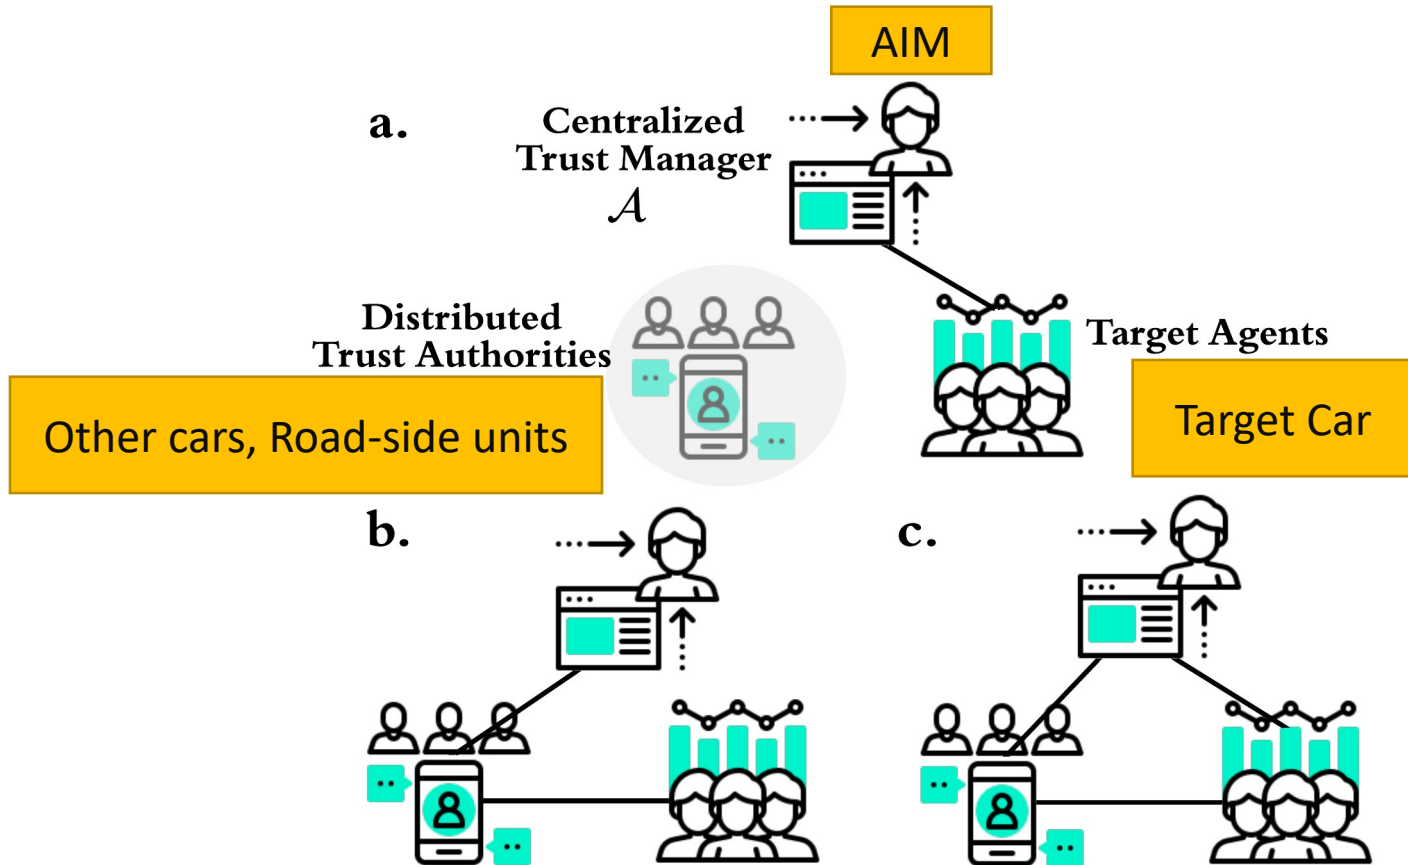 AIM
a.
Centralized
Trust Manager
𝒜
Distributed
Trust Authorities
Target Agents
Other cars, Road-side units
Target Car
b.
c.